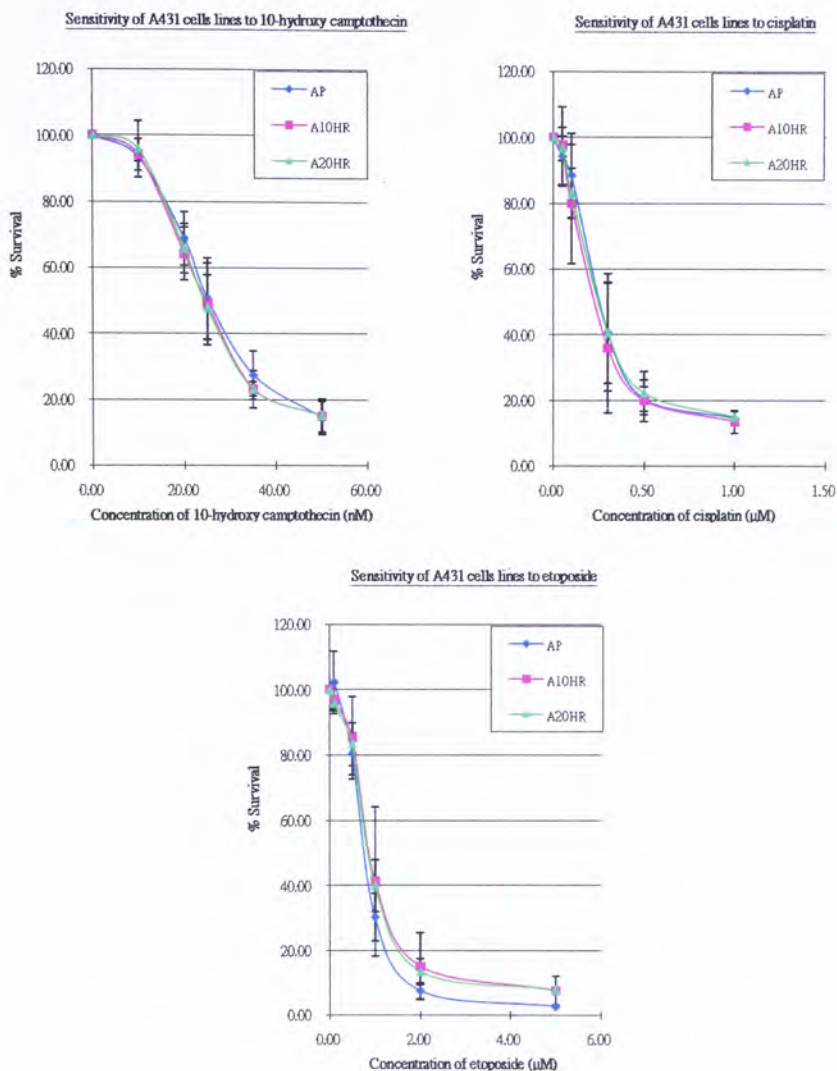 Sensitivity of A431 cells lines to 10-hydroxy camptothecin
120.00
100.00
80.00
60.00
40.00
20.00
0.00
% Survival
AP
A10HR
A20HR
0.00 20.00 40.00 60.00
Concentration of 10-hydroxy camptothecin (nM)
Sensitivity of A431 cells lines to cisplatin
120.00
100.00
80.00
60.00
40.00
20.00
0.00
% Survival
AP
A10HR
A20HR
0.00 0.50 1.00 1.50
Concentration of cisplatin (μM)
Sensitivity of A431 cells lines to etoposide
120.00
100.00
80.00
60.00
40.00
20.00
0.00
% Survival
AP
A10HR
A20HR
0.00 2.00 4.00 6.00
Concentration of etoposide (μM)